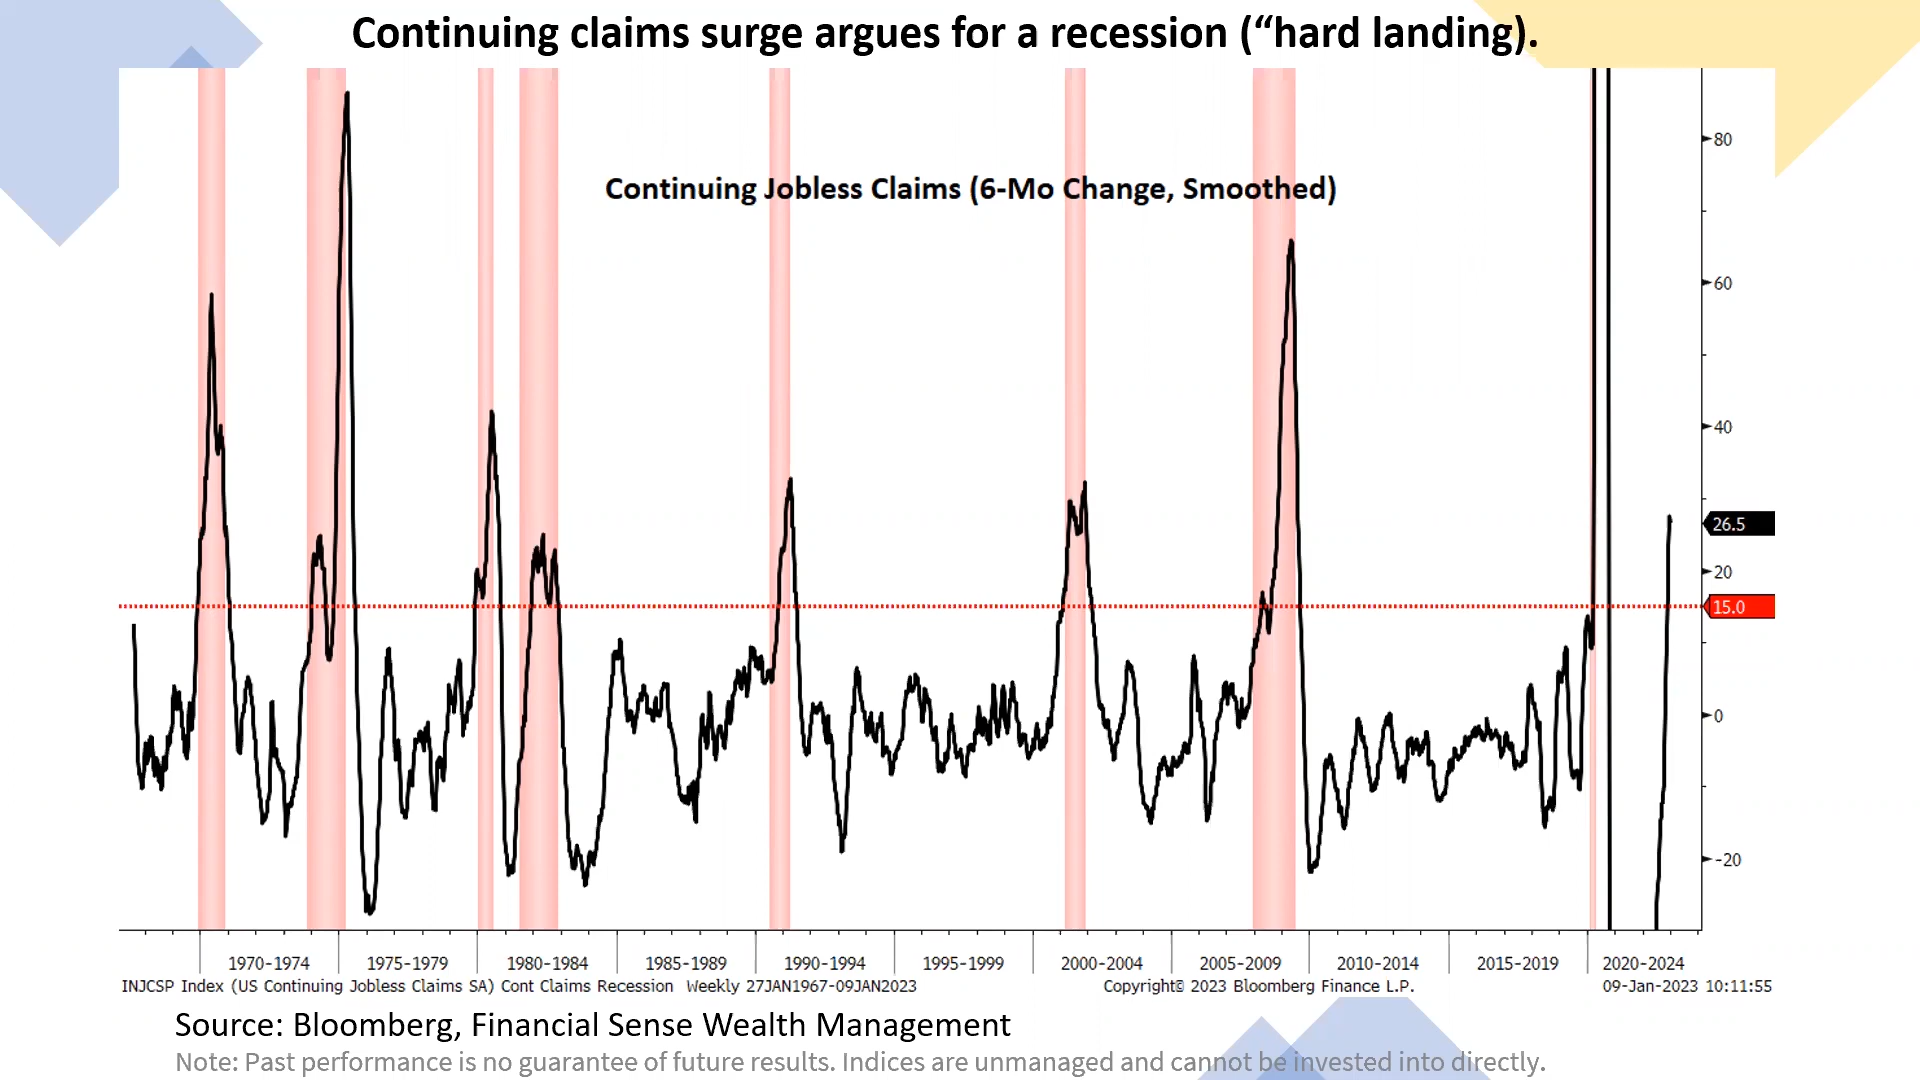 Continuing claims surge argues for a recession (“hard landing).
Continuing Jobless Claims (6-Mo Change, Smoothed)
80
60
40
26.5
20
15.0
0
-20
1970-1974 1975-1979 1980-1984 1985-1989 1990-1994 1995-1999 2000-2004 2005-2009 2010-2014 2015-2019 2020-2024
INJCSP Index (US Continuing Jobless Claims SA) Cont Claims Recession Weekly 27JAN1967-09JAN2023 Copyright© 2023 Bloomberg Finance L.P. 09-Jan-2023 10:11:55
Source: Bloomberg, Financial Sense Wealth Management
Note: Past performance is no guarantee of future results. Indices are unmanaged and cannot be invested into directly.